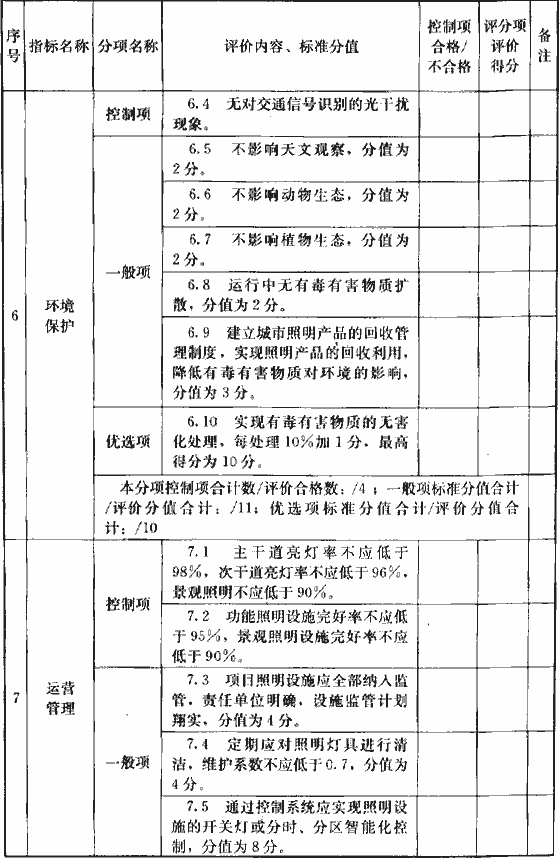 序号 指标名称 分项名称 评价内容、标准分值 控制项合格/不合格 评分项评价得分 备注
6 环境保护
控制项
6.4 无对交通信号识别的光干扰
现象。
一般项
6.5 不影响天文观察，分值为
2分。
6.6 不影响动物生态，分值为
2分。
6.7 不影响植物生态，分值为
2分。
6.8 运行中无有毒有害物质扩
散，分值为2分。
6.9 建立城市照明产品的回收管
理制度，实现照明产品的回收利用，
降低有毒有害物质对环境的影响，
分值为3分。
优选项
6.10 实现有毒有害物质的无害
化处理，每处理10%加1分，最高
得分为10分。
本分项控制项合计数/评价合格数：/4；一般项标准分值合计
/评价分值合计：/11；优选项标准分值合计/评价分值合
计：/10
7 运营管理
控制项
7.1 主干道亮灯率不应低于
98%，次干道亮灯率不应低于96%，
景观照明不应低于90%。
7.2 功能照明设施完好率不应低
于95%，景观照明设施完好率不应
低于90%。
一般项
7.3 项目照明设施应全部纳入监
管，责任单位明确，设施监管计划
翔实，分值为4分。
7.4 定期应对照明灯具进行清
洁，维护系数不应低于0.7，分值为
4分。
7.5 通过控制系统应实现照明设
施的开关灯或分时、分区智能化控
制，分值为8分。